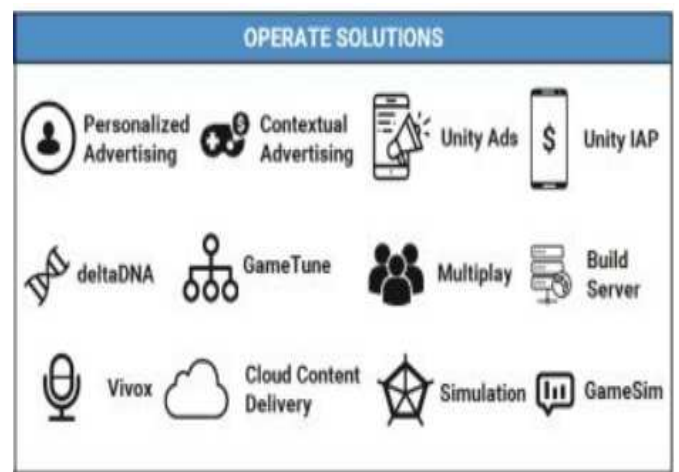 OPERATE SOLUTIONS
Personalized
Advertising
Contextual
Advertising
Unity Ads
Unity IAP
deltaDNA
GameTune
Multiplay
Build
Server
Vivox
Cloud Content
Delivery
Simulation
GameSim